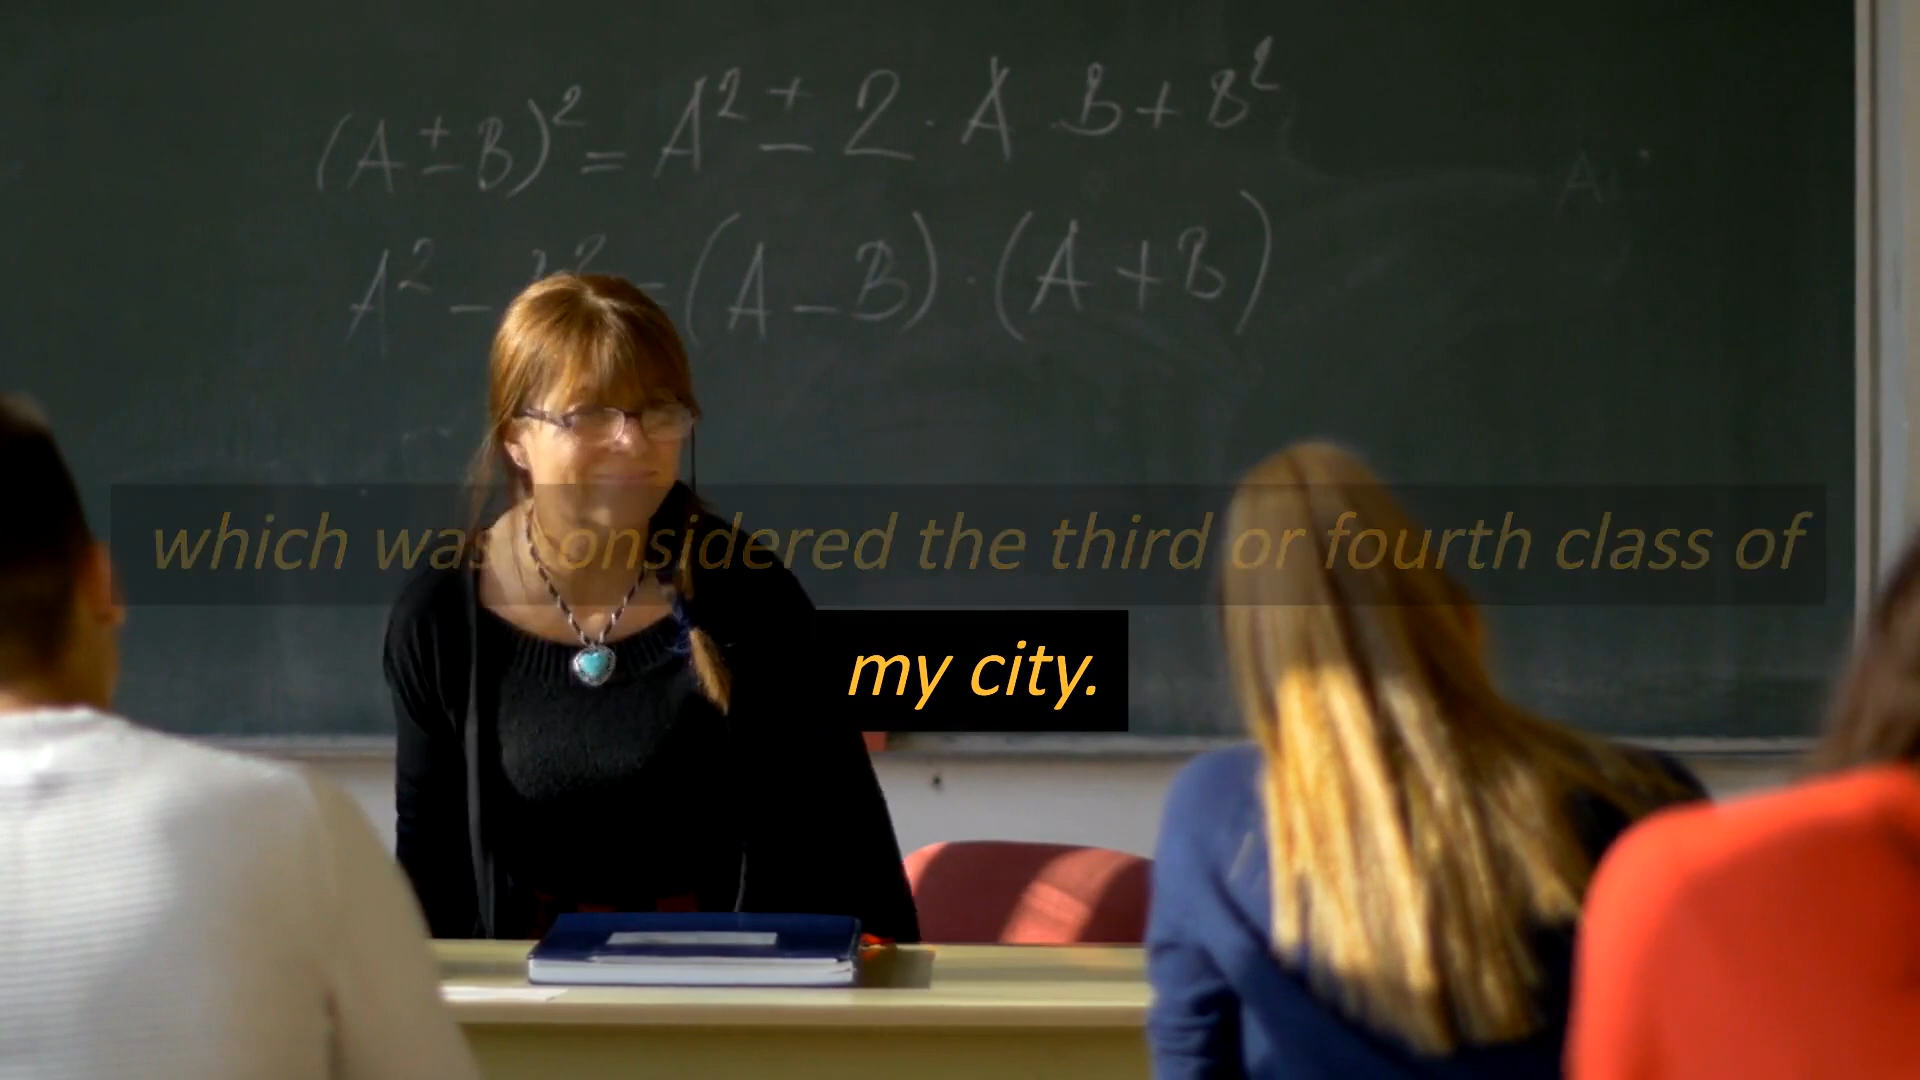 (A ± B)² = A² ± 2 · A · B + B²
A² - = (A - B) · (A + B)
which was considered the third or fourth class of
my city.